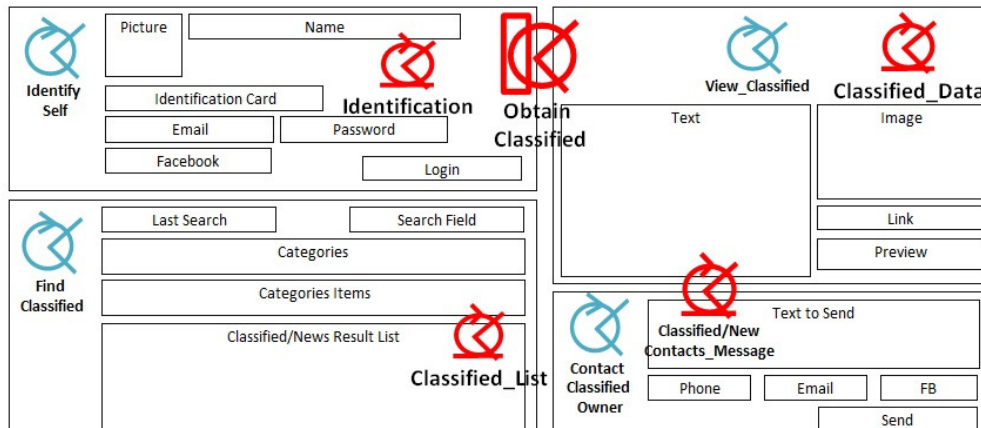 Picture
Name
Identify
Self
Identification
Identification Card
Email
Password
Facebook
Login
Obtain
Classified
View_Classified
Classified_Data
Text
Image
Link
Preview
Find
Classified
Last Search
Search Field
Categories
Categories Items
Classified/News Result List
Classified_List
Contact
Classified
Owner
Text to Send
Classified/New
Contacts_Message
Phone
Email
FB
Send